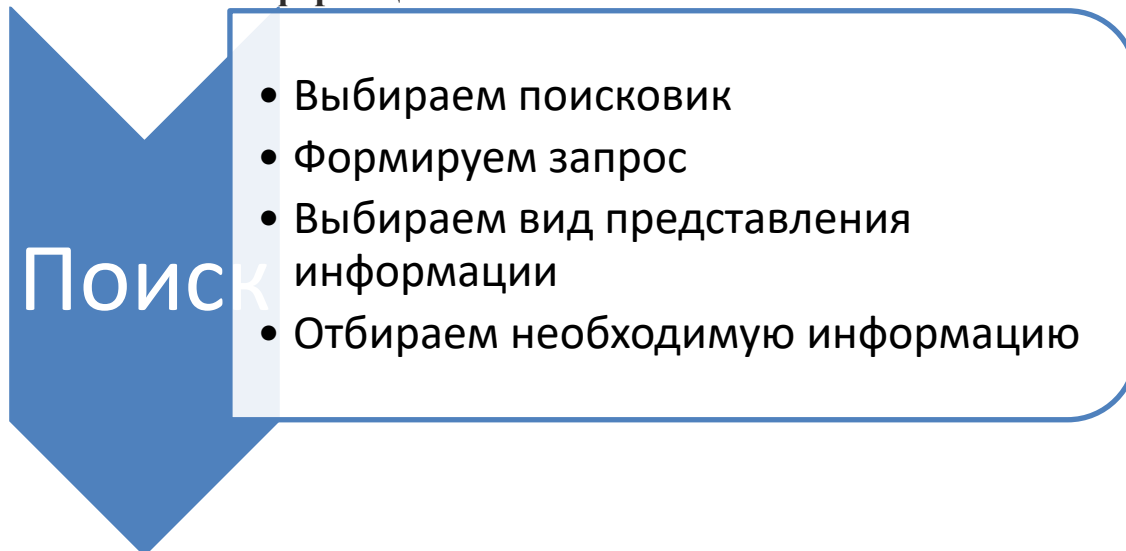 Поиск
• Выбираем поисковик
• Формируем запрос
• Выбираем вид представления
информации
• Отбираем необходимую информацию